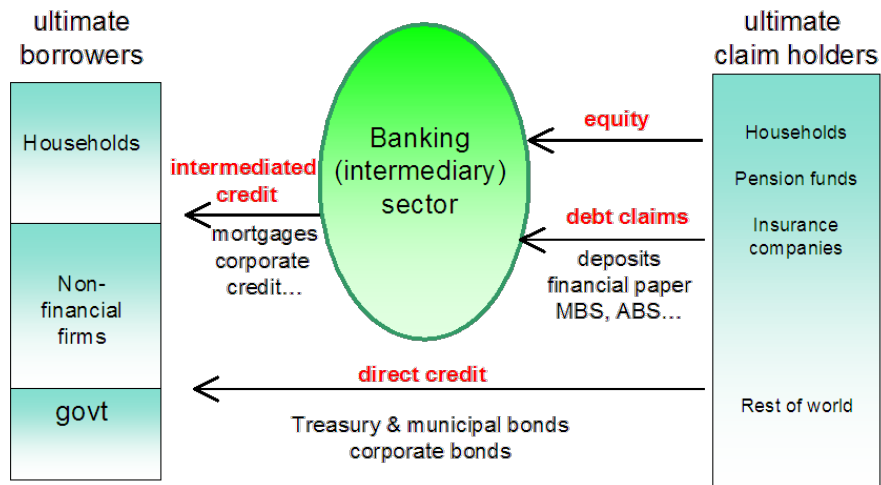 ultimate
borrowers
Households
Non-
financial
firms
govt
intermediated
credit
mortgages
corporate
credit…
Banking
(intermediary)
sector
equity
debt claims
deposits
financial paper
MBS, ABS…
direct credit
Treasury & municipal bonds
corporate bonds
ultimate
claim holders
Households
Pension funds
Insurance
companies
Rest of world